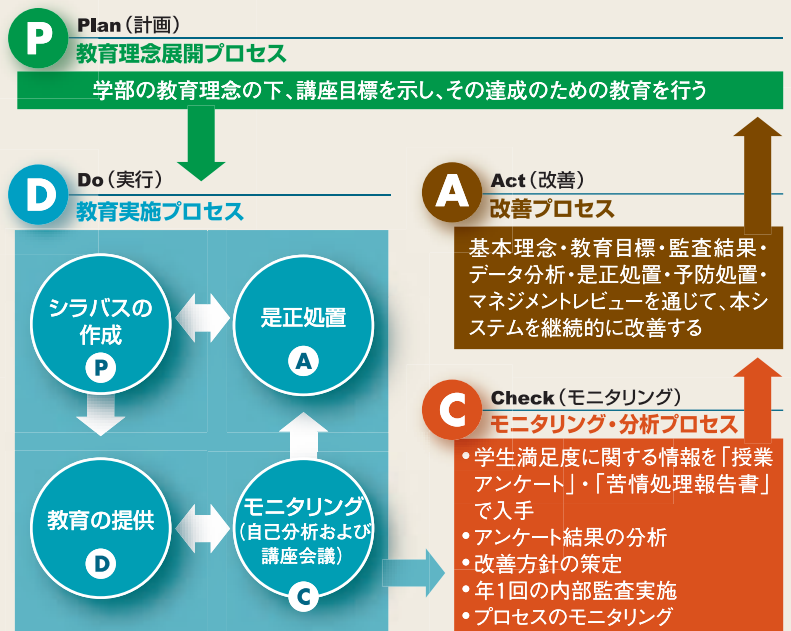 P
Plan（計画）
教育理念展開プロセス
学部の教育理念の下、講座目標を示し、その達成のための教育を行う
D
Do（実行）
教育実施プロセス
シラバスの
作成
P
是正処置
A
教育の提供
D
モニタリング
（自己分析および
講座会議）
C
C
Check（モニタリング）
モニタリング・分析プロセス
•学生満足度に関する情報を「授業
アンケート」・「苦情処理報告書」
で入手
•アンケート結果の分析
•改善方針の策定
•年1回の内部監査実施
•プロセスのモニタリング
A
Act（改善）
改善プロセス
基本理念・教育目標・監査結果・
データ分析・是正処置・予防処置・
マネジメントレビューを通じて、本シ
ステムを継続的に改善する